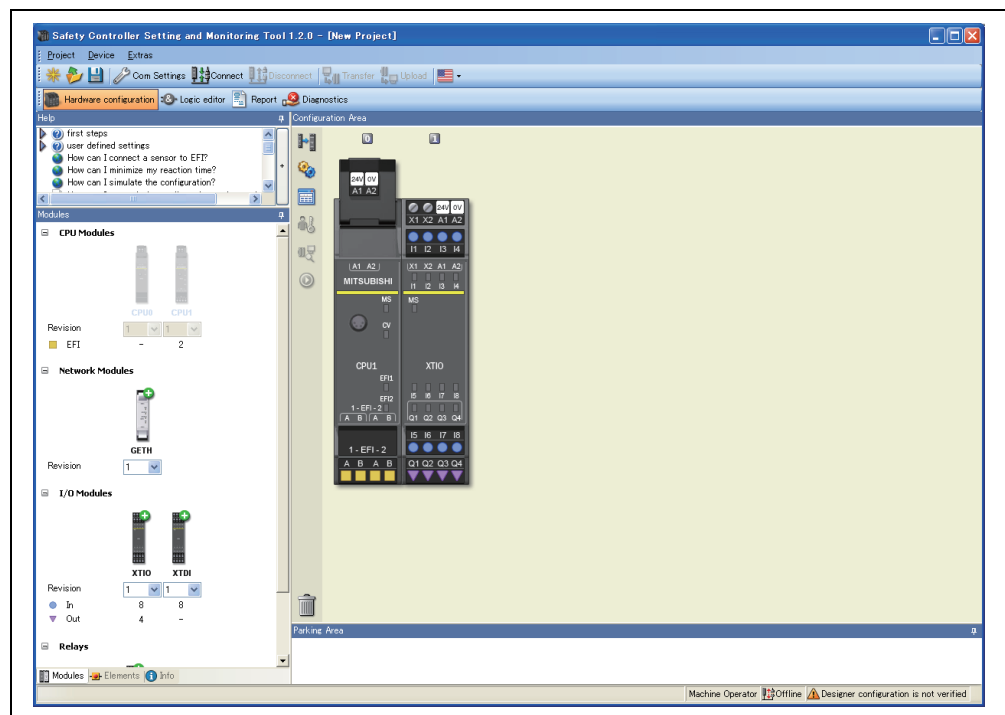 Safety Controller Setting and Monitoring Tool 1.2.0 - [New Project]
Project Device Extras
Com Settings Connect Disconnect Transfer Upload
Hardware configuration Logic editor Report Diagnostics
Help
first steps
user defined settings
How can I connect a sensor to EFI?
How can I minimize my reaction time?
How can I simulate the configuration?
Modules
CPU Modules
CPU0 CPU1
Revision 1 1
EFI - 2
Network Modules
GETH
Revision 1
I/O Modules
XTIO XTDI
Revision 1 1
In 8 8
Out 4 -
Relays
Modules Elements Info
Configuration Area
0 1
24V 0V
A1 A2
A1 A2
MITSUBISHI
MS
CV
CPU1
EFI1
EFI2
1 - EFI - 2
A B A B
1 - EFI - 2
A B A B
24V 0V
X1 X2 A1 A2
I1 I2 I3 I4
X1 X2 A1 A2
I1 I2 I3 I4
MS
XTIO
I5 I6 I7 I8
Q1 Q2 Q3 Q4
I5 I6 I7 I8
Q1 Q2 Q3 Q4
Parking Area
Machine Operator Offline Designer configuration is not verified